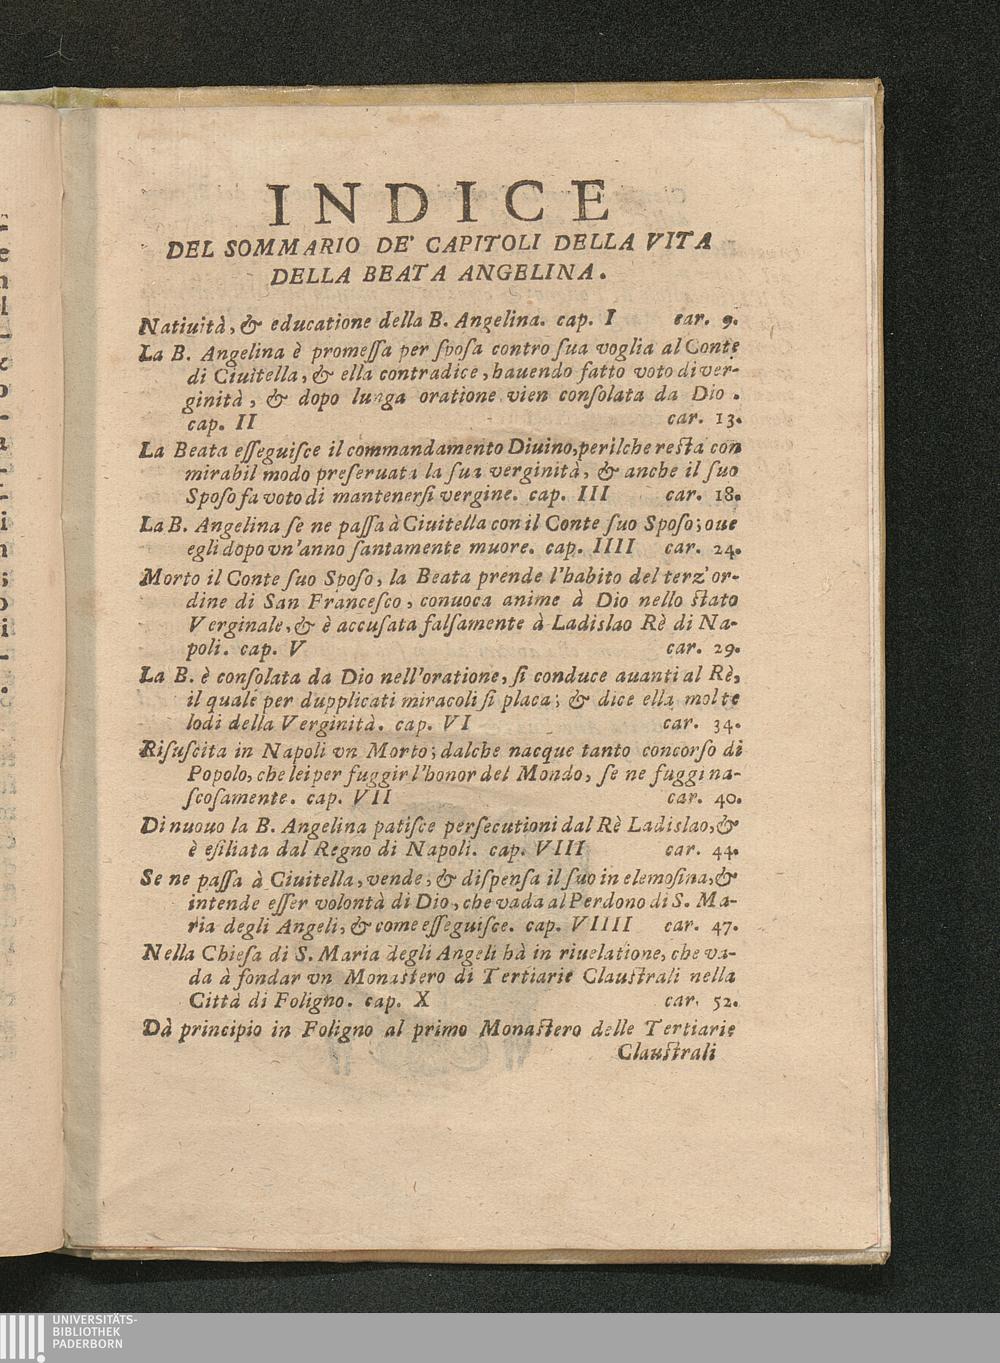 INDICE
DEL SOMMARIO DE' CAPITOLI DELLA VITA
DELLA BEATA ANGELINA.
Natiuità, & educatione della B. Angelina. cap. I car. 9.
La B. Angelina è promeſſa per ſpoſa contro ſua voglia al Conte
di Ciuitella, & ella contradice, hauendo fatto voto di ver-
ginità, & dopo lunga oratione vien conſolata da Dio.
cap. II car. 13.
La Beata eſſeguiſce il commandamento Diuino, perilche reſta con
mirabil modo preſeruata la ſua verginità, & anche il ſuo
Spoſo fa voto di mantenerſi vergine. cap. III car. 18.
La B. Angelina ſe ne paſſa à Ciuitella con il Conte ſuo Spoſo; oue
egli dopo vn'anno ſantamente muore. cap. IIII car. 24.
Morto il Conte ſuo Spoſo, la Beata prende l'habito del terz'or-
dine di San Franceſco, conuoca anime à Dio nello ſtato
Verginale, & è accuſata falſamente à Ladislao Rè di Na-
poli. cap. V car. 29.
La B. è conſolata da Dio nell'oratione, ſi conduce auanti al Rè,
il quale per dupplicati miracoli ſi placa; & dice ella molte
lodi della Verginità. cap. VI car. 34.
Riſuſcita in Napoli vn Morto; dalche nacque tanto concorſo di
Popolo, che lei per fuggir l'honor del Mondo, ſe ne fuggì na-
ſcoſamente. cap. VII car. 40.
Di nuouo la B. Angelina patiſce perſecutioni dal Rè Ladislao, &
è eſiliata dal Regno di Napoli. cap. VIII car. 44.
Se ne paſſa à Ciuitella, vende, & diſpenſa il ſuo in elemoſina, &
intende eſſer volontà di Dio, che vada al Perdono di S. Ma-
ria degli Angeli, & come eſſeguiſce. cap. VIIII car. 47.
Nella Chieſa di S. Maria degli Angeli hà in riuelatione, che va-
da à fondar vn Monaſtero di Tertiarie Clauſtrali nella
Città di Foligno. cap. X car. 52.
Dà principio in Foligno al primo Monaſtero delle Tertiarie
Clauſtrali
UNIVERSITÄTS-
BIBLIOTHEK
PADERBORN